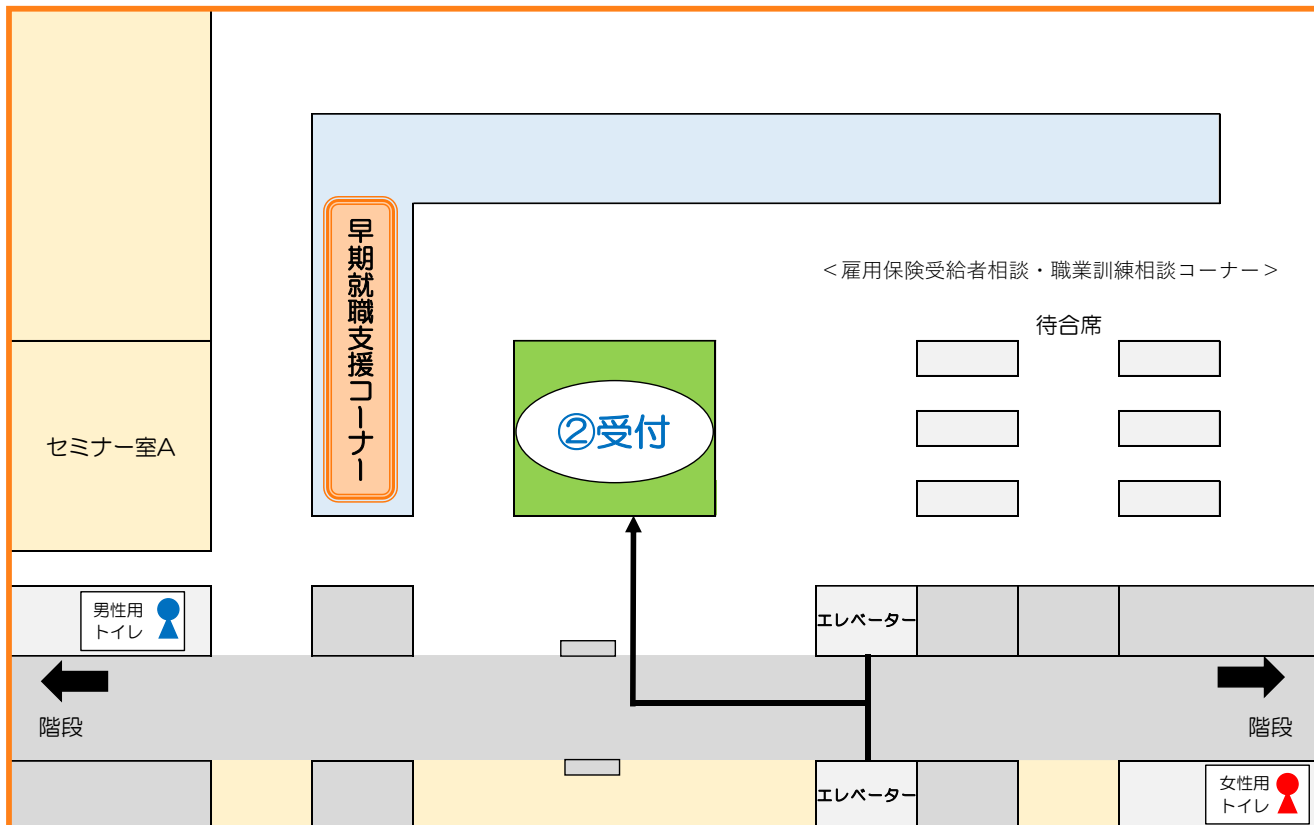 早期就職支援コーナー
＜雇用保険受給者相談・職業訓練相談コーナー＞
待合席
②受付
セミナー室A
男性用
トイレ
エレベーター
階段
階段
エレベーター
女性用
トイレ